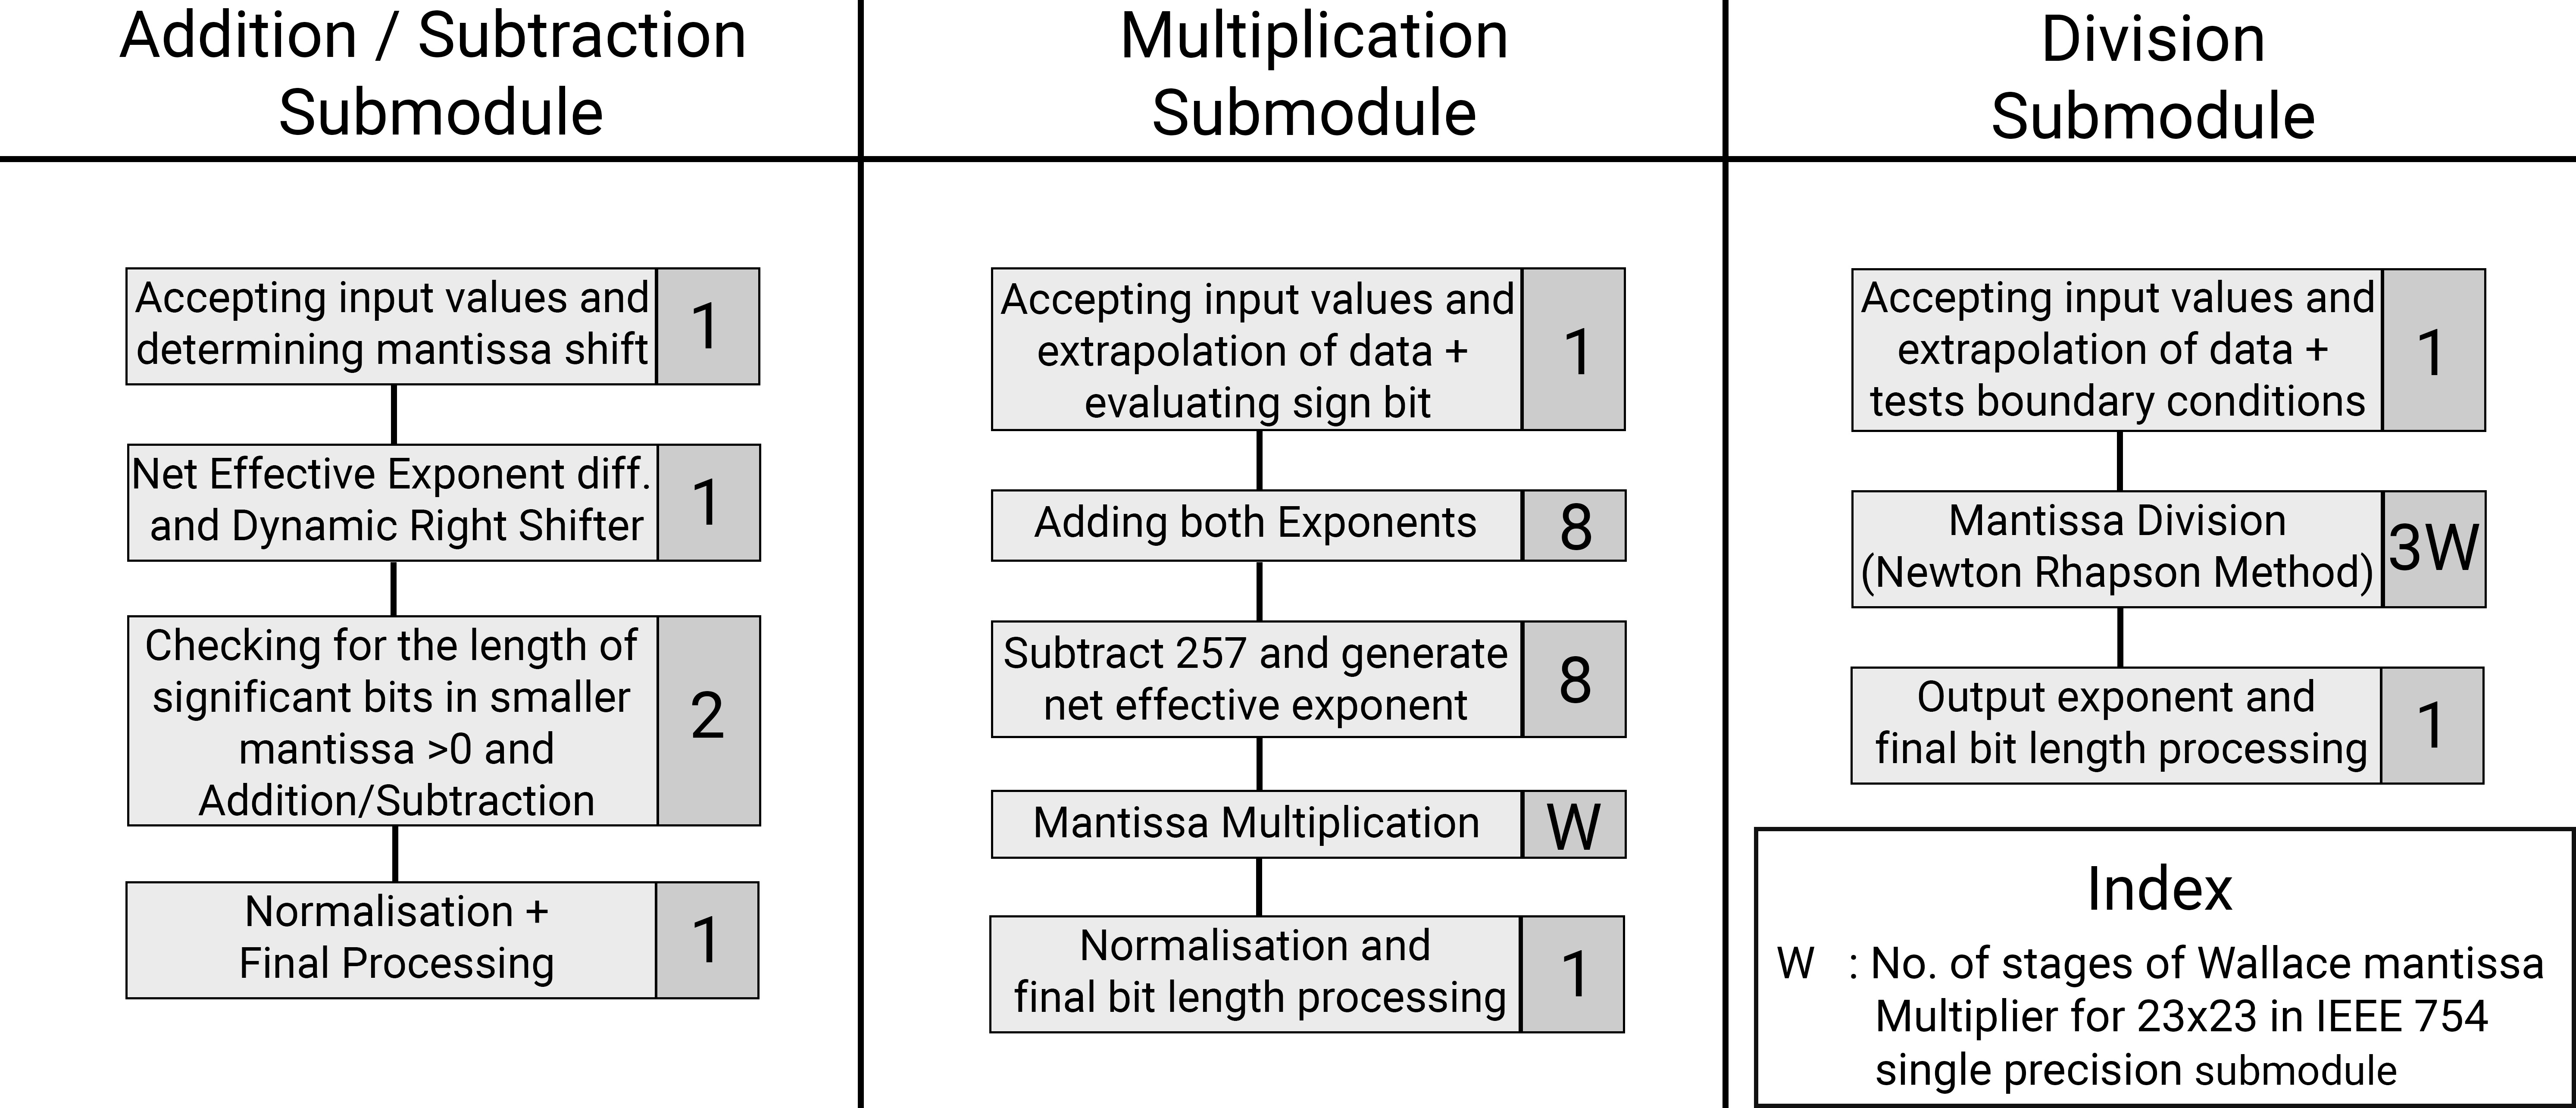 Addition / Subtraction
Submodule
Accepting input values and
determining mantissa shift
1
Net Effective Exponent diff.
and Dynamic Right Shifter
1
Checking for the length of
significant bits in smaller
mantissa >0 and
Addition/Subtraction
2
Normalisation +
Final Processing
1
Multiplication
Submodule
Accepting input values and
extrapolation of data +
evaluating sign bit
1
Adding both Exponents
8
Subtract 257 and generate
net effective exponent
8
Mantissa Multiplication
W
Normalisation and
final bit length processing
1
Division
Submodule
Accepting input values and
extrapolation of data +
tests boundary conditions
1
Mantissa Division
(Newton Rhapson Method)
3W
Output exponent and
final bit length processing
1
Index
W : No. of stages of Wallace mantissa
Multiplier for 23x23 in IEEE 754
single precision submodule